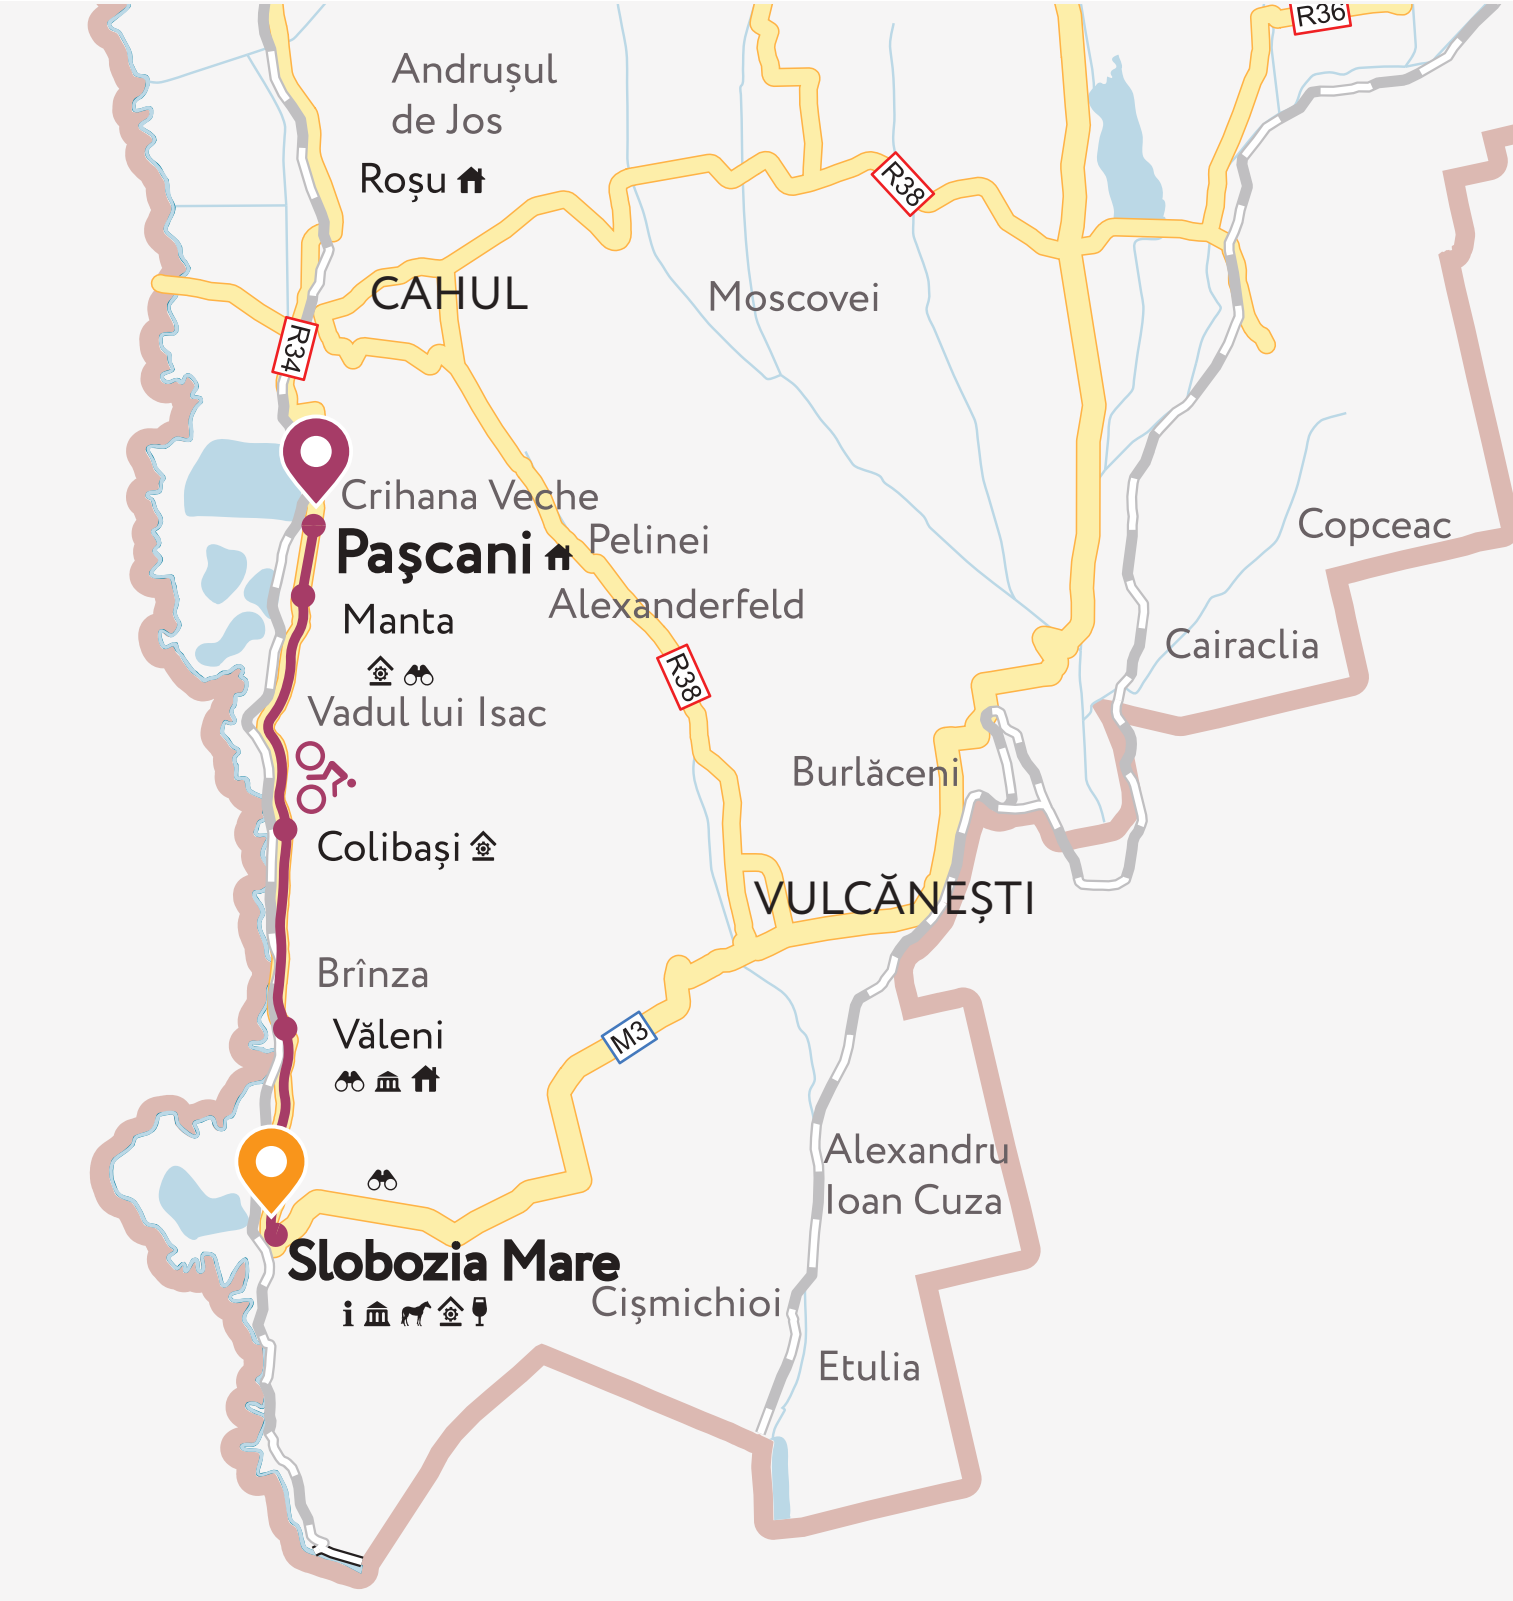 R36
Andrușul
de Jos
Roșu
R38
CAHUL
Moscovei
R34
Crihana Veche
Copceac
Pașcani
Pelinei
Alexanderfeld
Manta
Cairaclia
R38
Vadul lui Isac
Burlăceni
Colibași
VULCĂNEȘTI
Brînza
Văleni
M3
Alexandru
Ioan Cuza
Slobozia Mare
Cișmichioi
i
Etulia